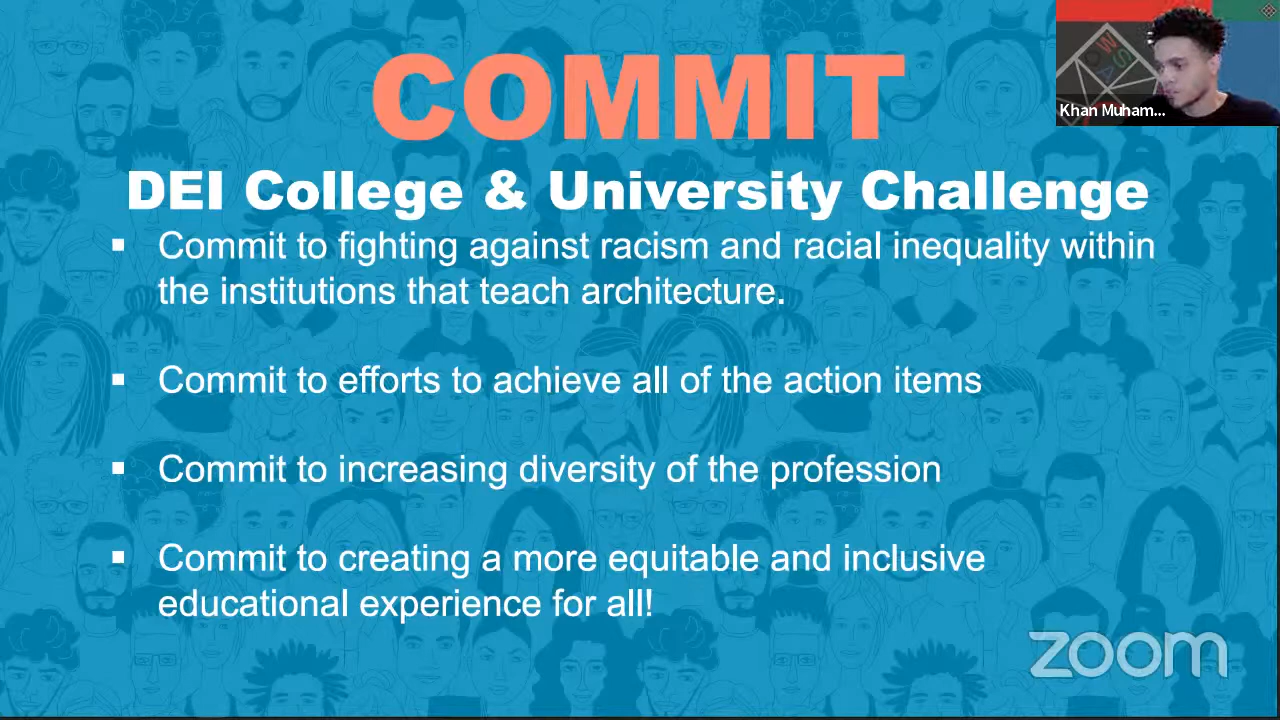 COMMIT
Khan Muham...
DEI College & University Challenge
▪ Commit to fighting against racism and racial inequality within
the institutions that teach architecture.
▪ Commit to efforts to achieve all of the action items
▪ Commit to increasing diversity of the profession
▪ Commit to creating a more equitable and inclusive
educational experience for all!
zoom